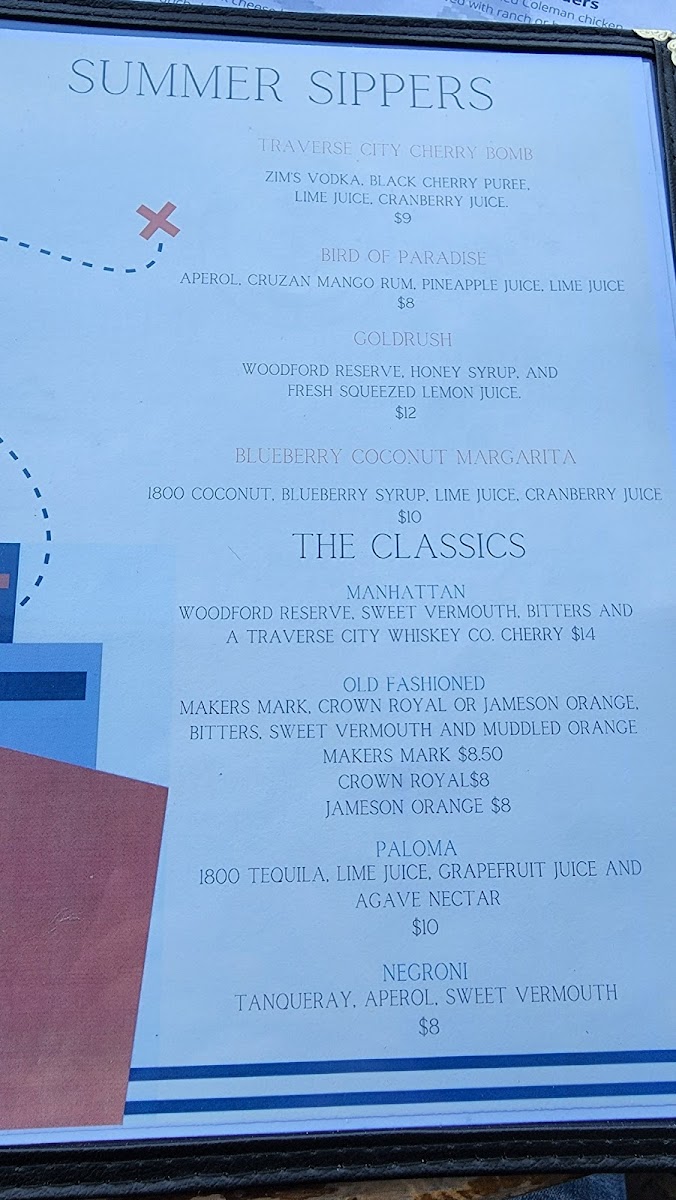 Coleman chicken
with ranch or
SUMMER SIPPERS
TRAVERSE CITY CHERRY BOMB
ZIM'S VODKA, BLACK CHERRY PUREE,
LIME JUICE, CRANBERRY JUICE.
$9
BIRD OF PARADISE
APEROL, CRUZAN MANGO RUM, PINEAPPLE JUICE, LIME JUICE
$8
GOLDRUSH
WOODFORD RESERVE, HONEY SYRUP, AND
FRESH SQUEEZED LEMON JUICE.
$12
BLUEBERRY COCONUT MARGARITA
1800 COCONUT, BLUEBERRY SYRUP, LIME JUICE, CRANBERRY JUICE
$10
THE CLASSICS
MANHATTAN
WOODFORD RESERVE, SWEET VERMOUTH, BITTERS AND
A TRAVERSE CITY WHISKEY CO. CHERRY $14
OLD FASHIONED
MAKERS MARK, CROWN ROYAL OR JAMESON ORANGE,
BITTERS, SWEET VERMOUTH AND MUDDLED ORANGE
MAKERS MARK $8.50
CROWN ROYAL$8
JAMESON ORANGE $8
PALOMA
1800 TEQUILA, LIME JUICE, GRAPEFRUIT JUICE AND
AGAVE NECTAR
$10
NEGRONI
TANQUERAY, APEROL, SWEET VERMOUTH
$8